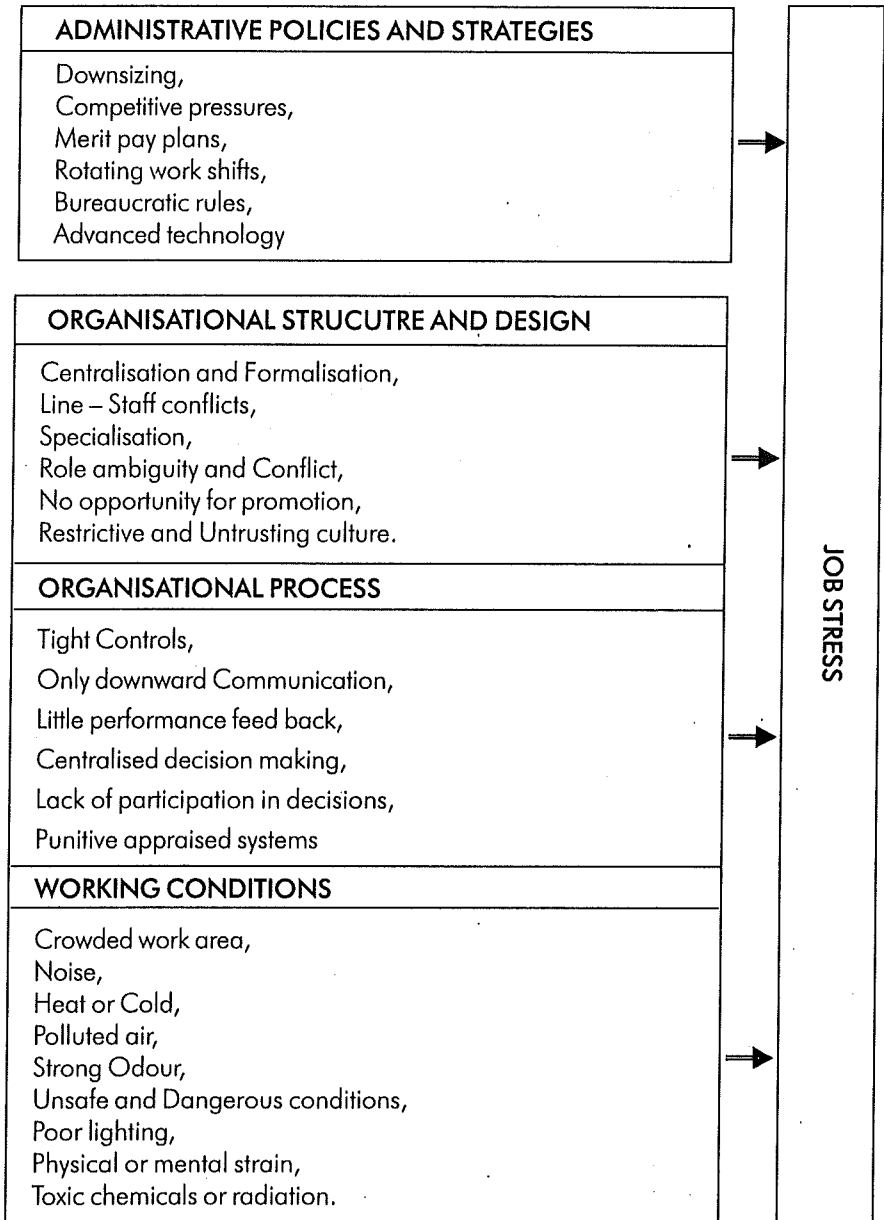 ADMINISTRATIVE POLICIES AND STRATEGIES
Downsizing,
Competitive pressures,
Merit pay plans,
Rotating work shifts,
Bureaucratic rules,
Advanced technology
ORGANISATIONAL STRUCUTRE AND DESIGN
Centralisation and Formalisation,
Line – Staff conflicts,
Specialisation,
Role ambiguity and Conflict,
No opportunity for promotion,
Restrictive and Untrusting culture.
ORGANISATIONAL PROCESS
Tight Controls,
Only downward Communication,
Little performance feed back,
Centralised decision making,
Lack of participation in decisions,
Punitive appraised systems
WORKING CONDITIONS
Crowded work area,
Noise,
Heat or Cold,
Polluted air,
Strong Odour,
Unsafe and Dangerous conditions,
Poor lighting,
Physical or mental strain,
Toxic chemicals or radiation.
JOB STRESS